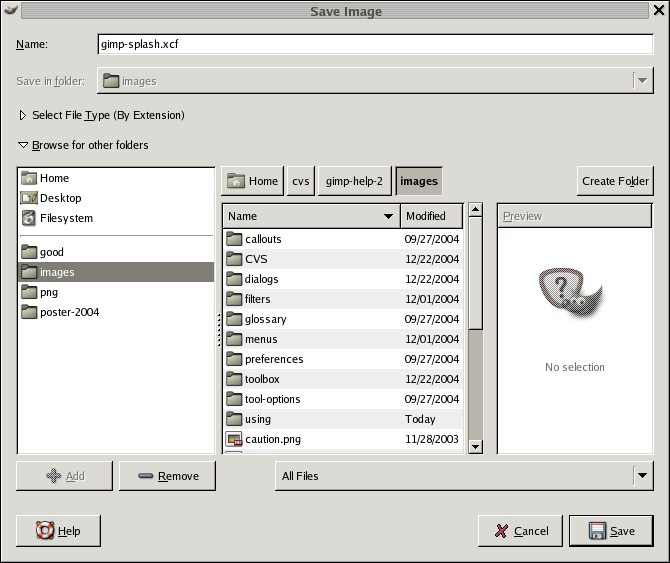 Save Image
Name: gimp-splash.xcf
Save in folder: images
Select File Type (By Extension)
Browse for other folders
Home
Desktop
Filesystem
good
images
png
poster-2004
Home cvs gimp-help-2 images Create Folder
Name Modified
callouts 09/27/2004
CVS 12/22/2004
dialogs 12/22/2004
filters 12/01/2004
glossary 09/27/2004
menus 12/01/2004
preferences 09/27/2004
toolbox 12/22/2004
tool-options 09/27/2004
using Today
caution.png 11/28/2003
Preview
No selection
Add Remove All Files
Help Cancel Save